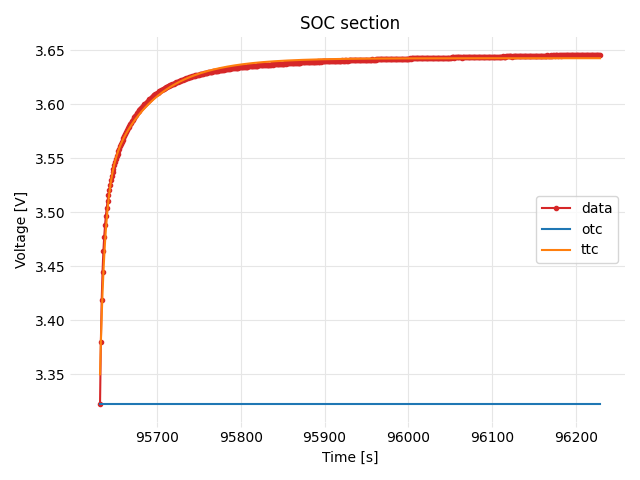 SOC section
Voltage [V]
3.65
3.60
3.55
3.50
3.45
3.40
3.35
data
otc
ttc
95700 95800 95900 96000 96100 96200
Time [s]